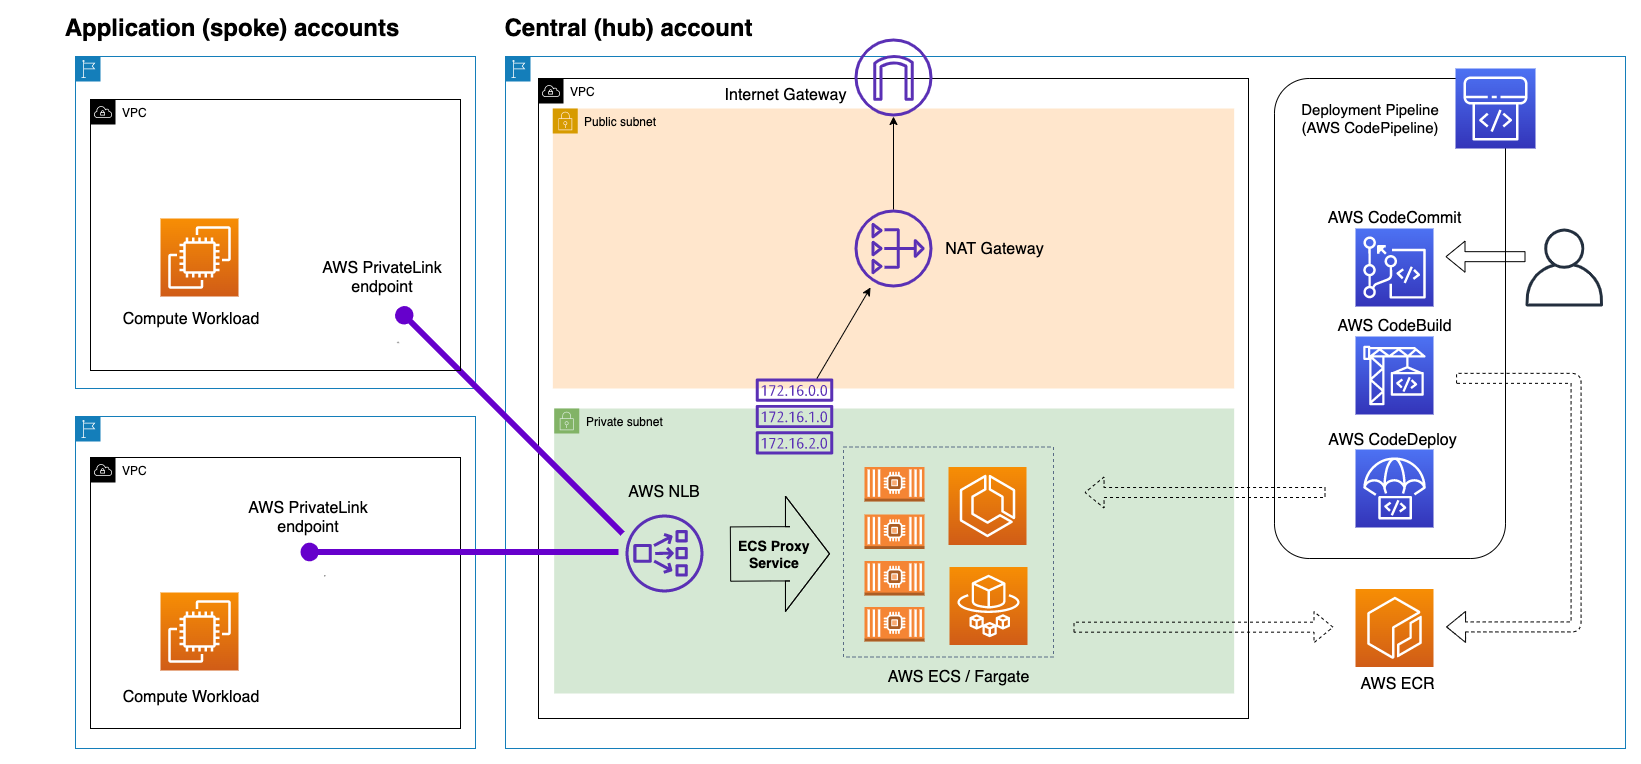 Application (spoke) accounts
Central (hub) account
VPC
Compute Workload
AWS PrivateLink
endpoint
VPC
AWS PrivateLink
endpoint
Compute Workload
VPC
Internet Gateway
Public subnet
NAT Gateway
172.16.0.0
172.16.1.0
172.16.2.0
Private subnet
AWS NLB
ECS Proxy
Service
AWS ECS / Fargate
Deployment Pipeline
(AWS CodePipeline)
AWS CodeCommit
AWS CodeBuild
AWS CodeDeploy
AWS ECR